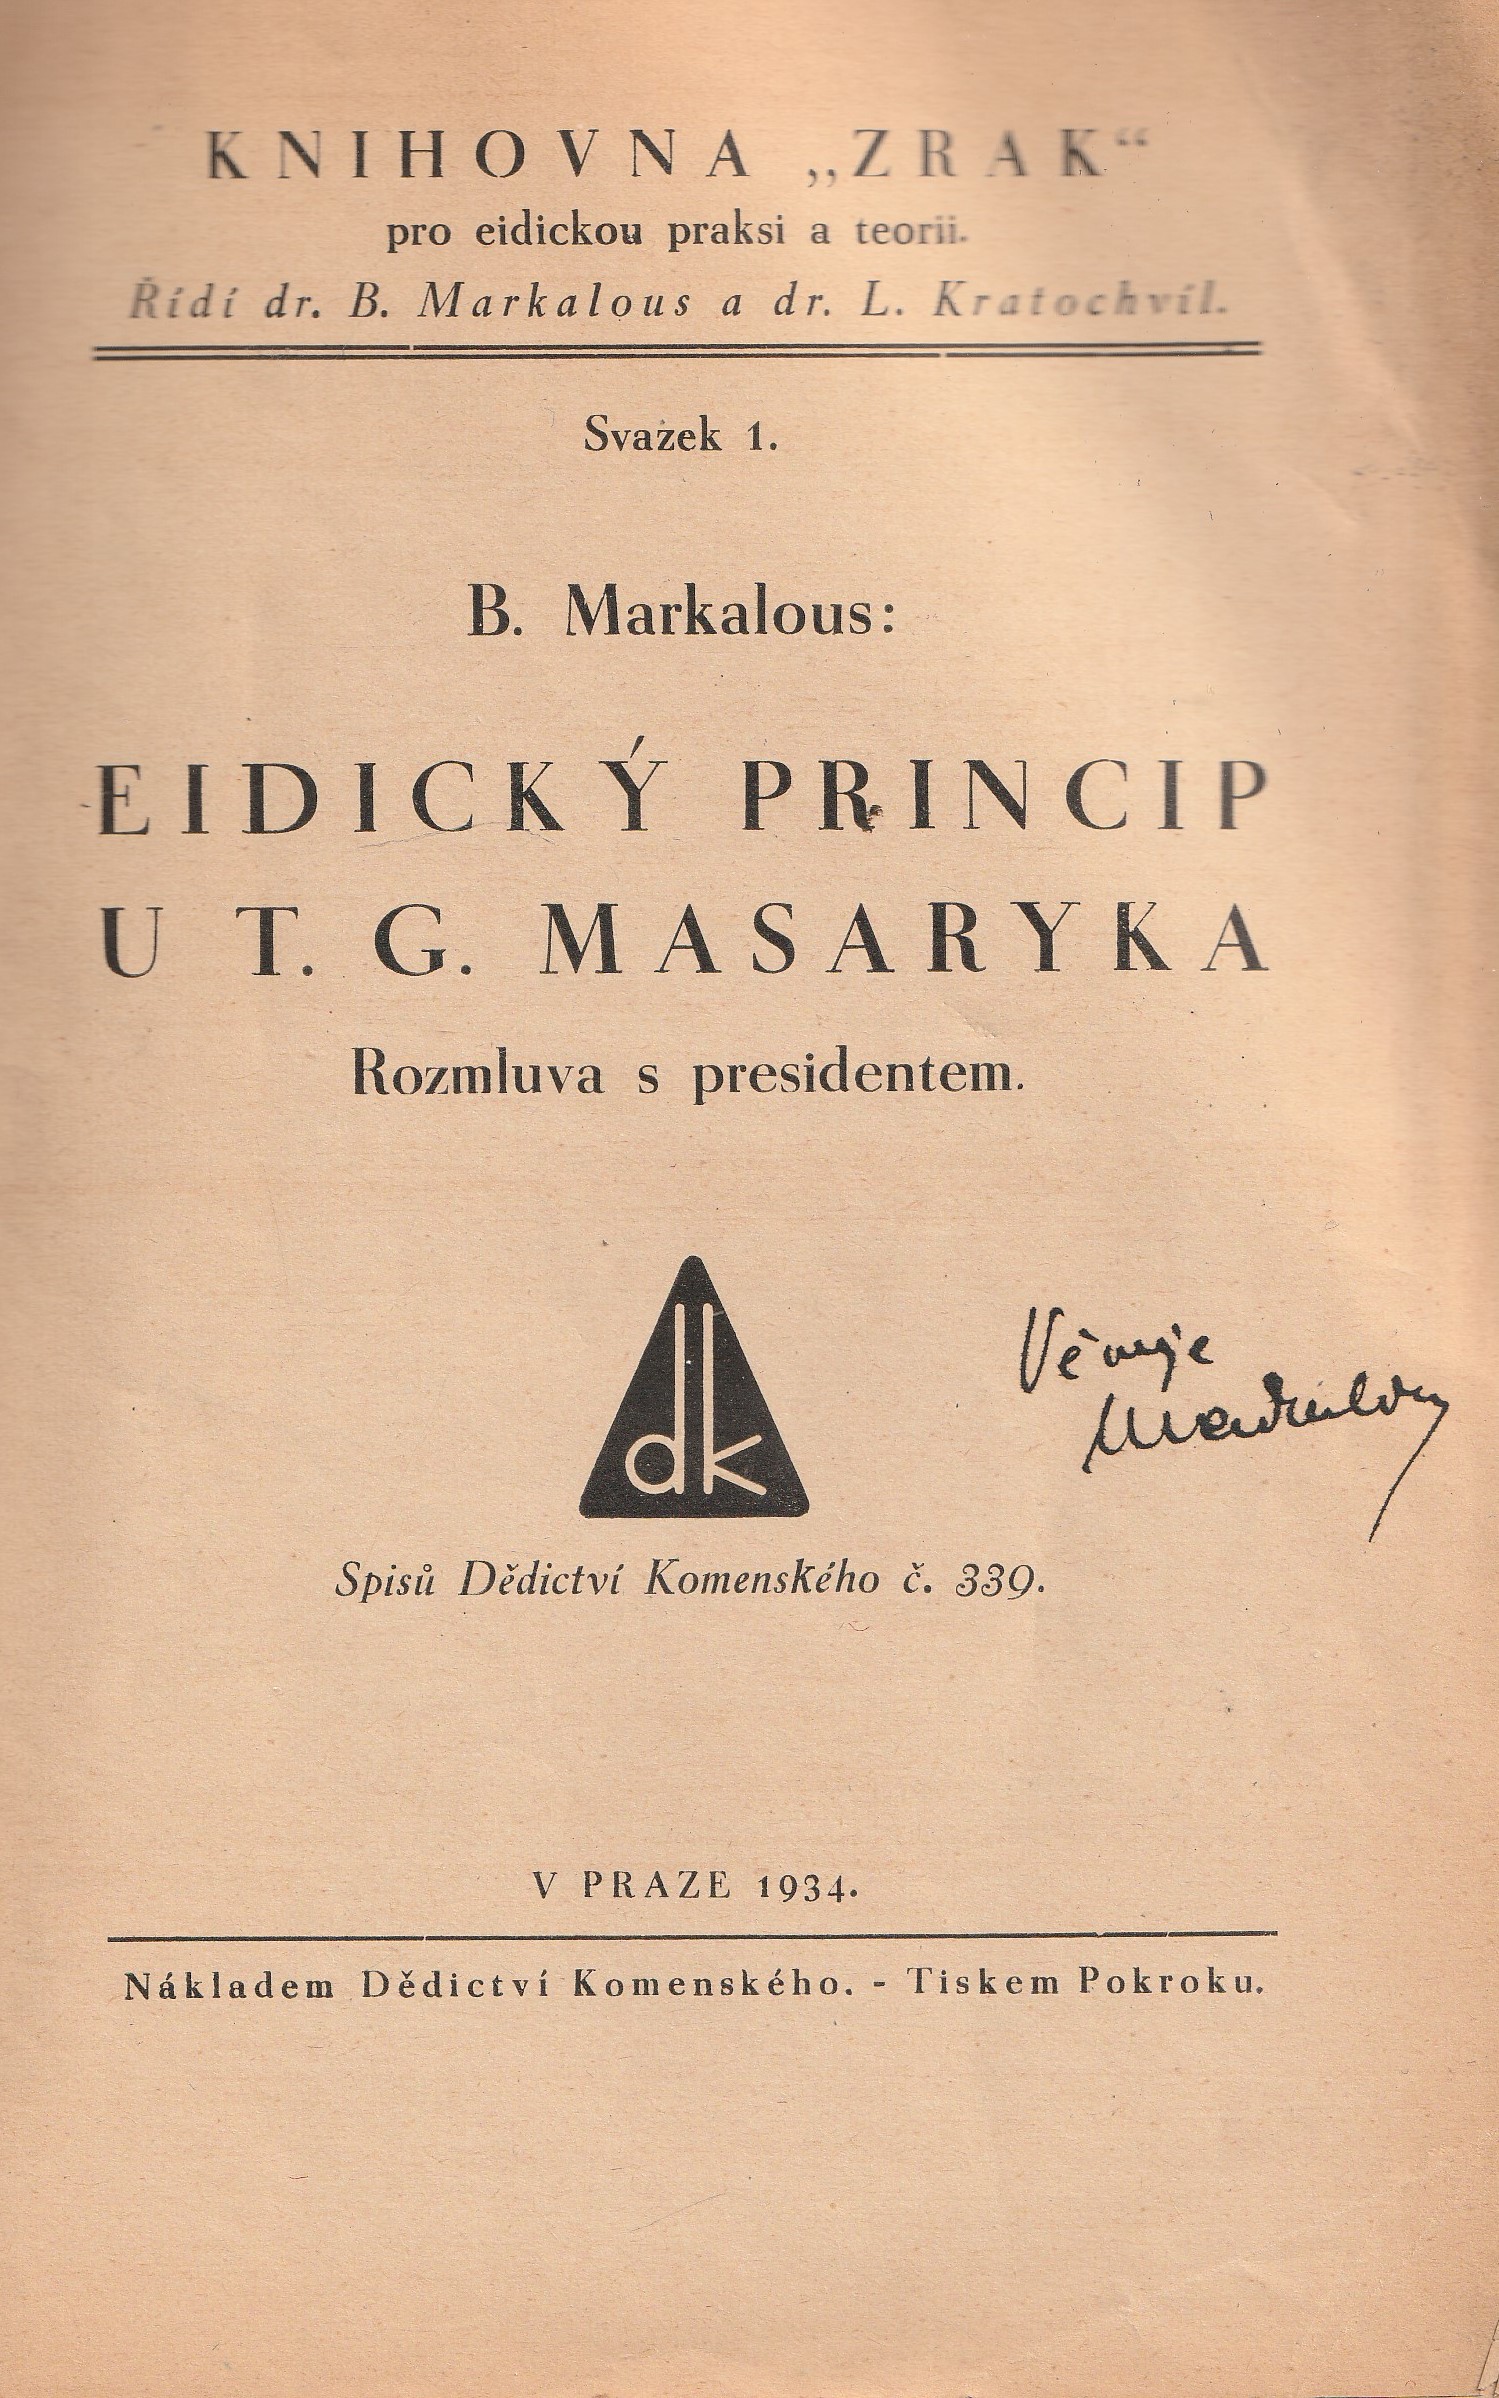 KNIHOVNA „ZRAK“
pro eidickou praksi a teorii.
Řídí dr. B. Markalous a dr. L. Kratochvíl.
Svazek 1.
B. Markalous:
EIDICKÝ PRINCIP
U T. G. MASARYKA
Rozmluva s presidentem.
dk
Věnuje
Spisů Dědictví Komenského č. 339.
V PRAZE 1934.
Nákladem Dědictví Komenského. - Tiskem Pokroku.